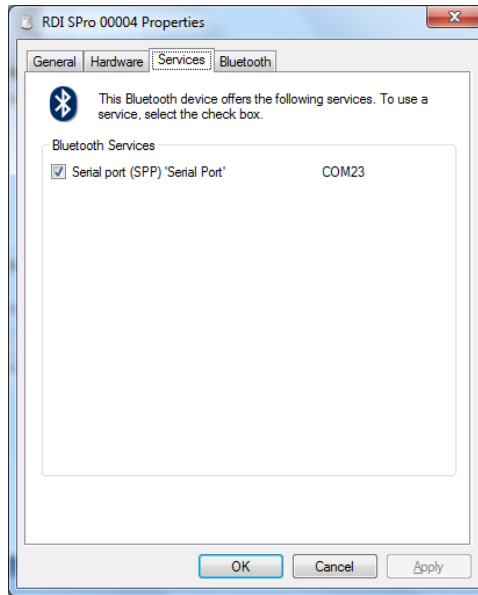 RDI SPro 00004 Properties
General Hardware Services Bluetooth
This Bluetooth device offers the following services. To use a
service, select the check box.
Bluetooth Services
Serial port (SPP) 'Serial Port' COM23
OK Cancel Apply